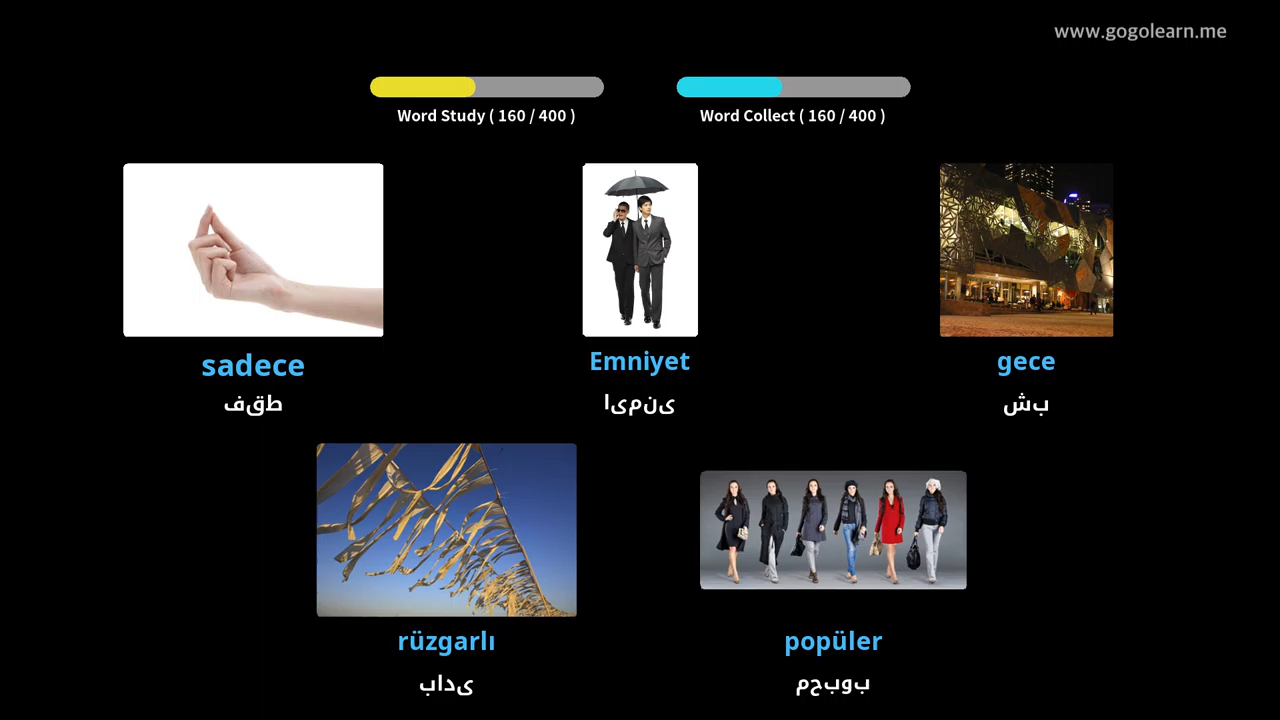 www.gogolearn.me
Word Study ( 160 / 400 )
Word Collect ( 160 / 400 )
sadece
طقف
Emniyet
ینمیا
gece
بش
rüzgarlı
یداب
popüler
بوبحم